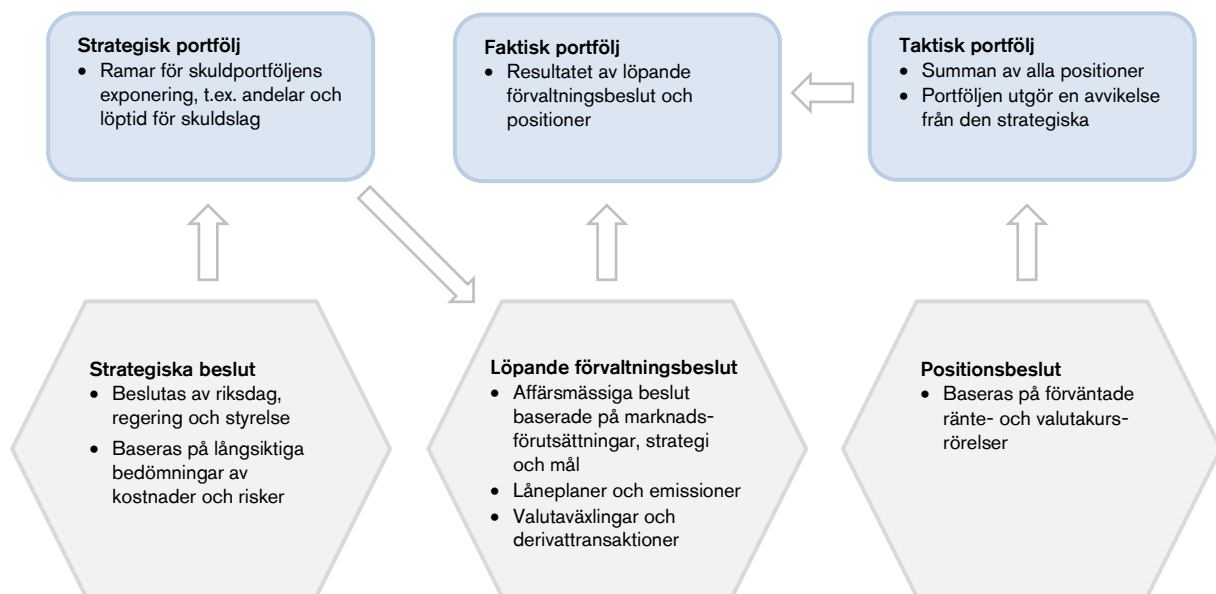 Strategisk portfölj
• Ramar för skuldportföljens
exponering, t.ex. andelar och
löptid för skuldslag
Faktisk portfölj
• Resultatet av löpande
förvaltningsbeslut och
positioner
Taktisk portfölj
• Summan av alla positioner
• Portföljen utgör en avvikelse
från den strategiska
Strategiska beslut
• Beslutas av riksdag,
regering och styrelse
• Baseras på långsiktiga
bedömningar av
kostnader och risker
Löpande förvaltningsbeslut
• Affärsmässiga beslut
baserade på marknads-
förutsättningar, strategi
och mål
• Låneplaner och emissioner
• Valutaväxlingar och
derivattransaktioner
Positionsbeslut
• Baseras på förväntade
ränte- och valutakurs-
rörelser